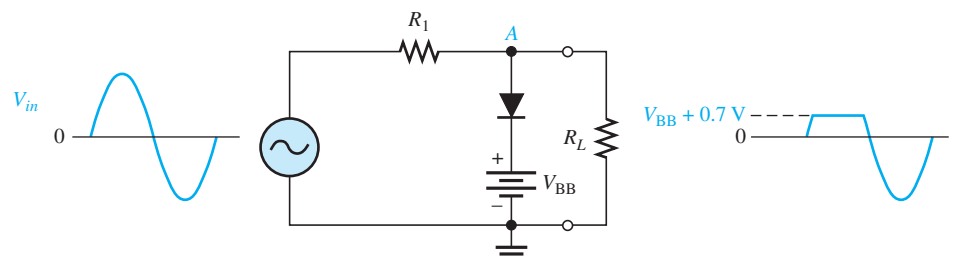 V_in
0
R_1
A
+
V_BB
−
R_L
V_BB + 0.7 V
0